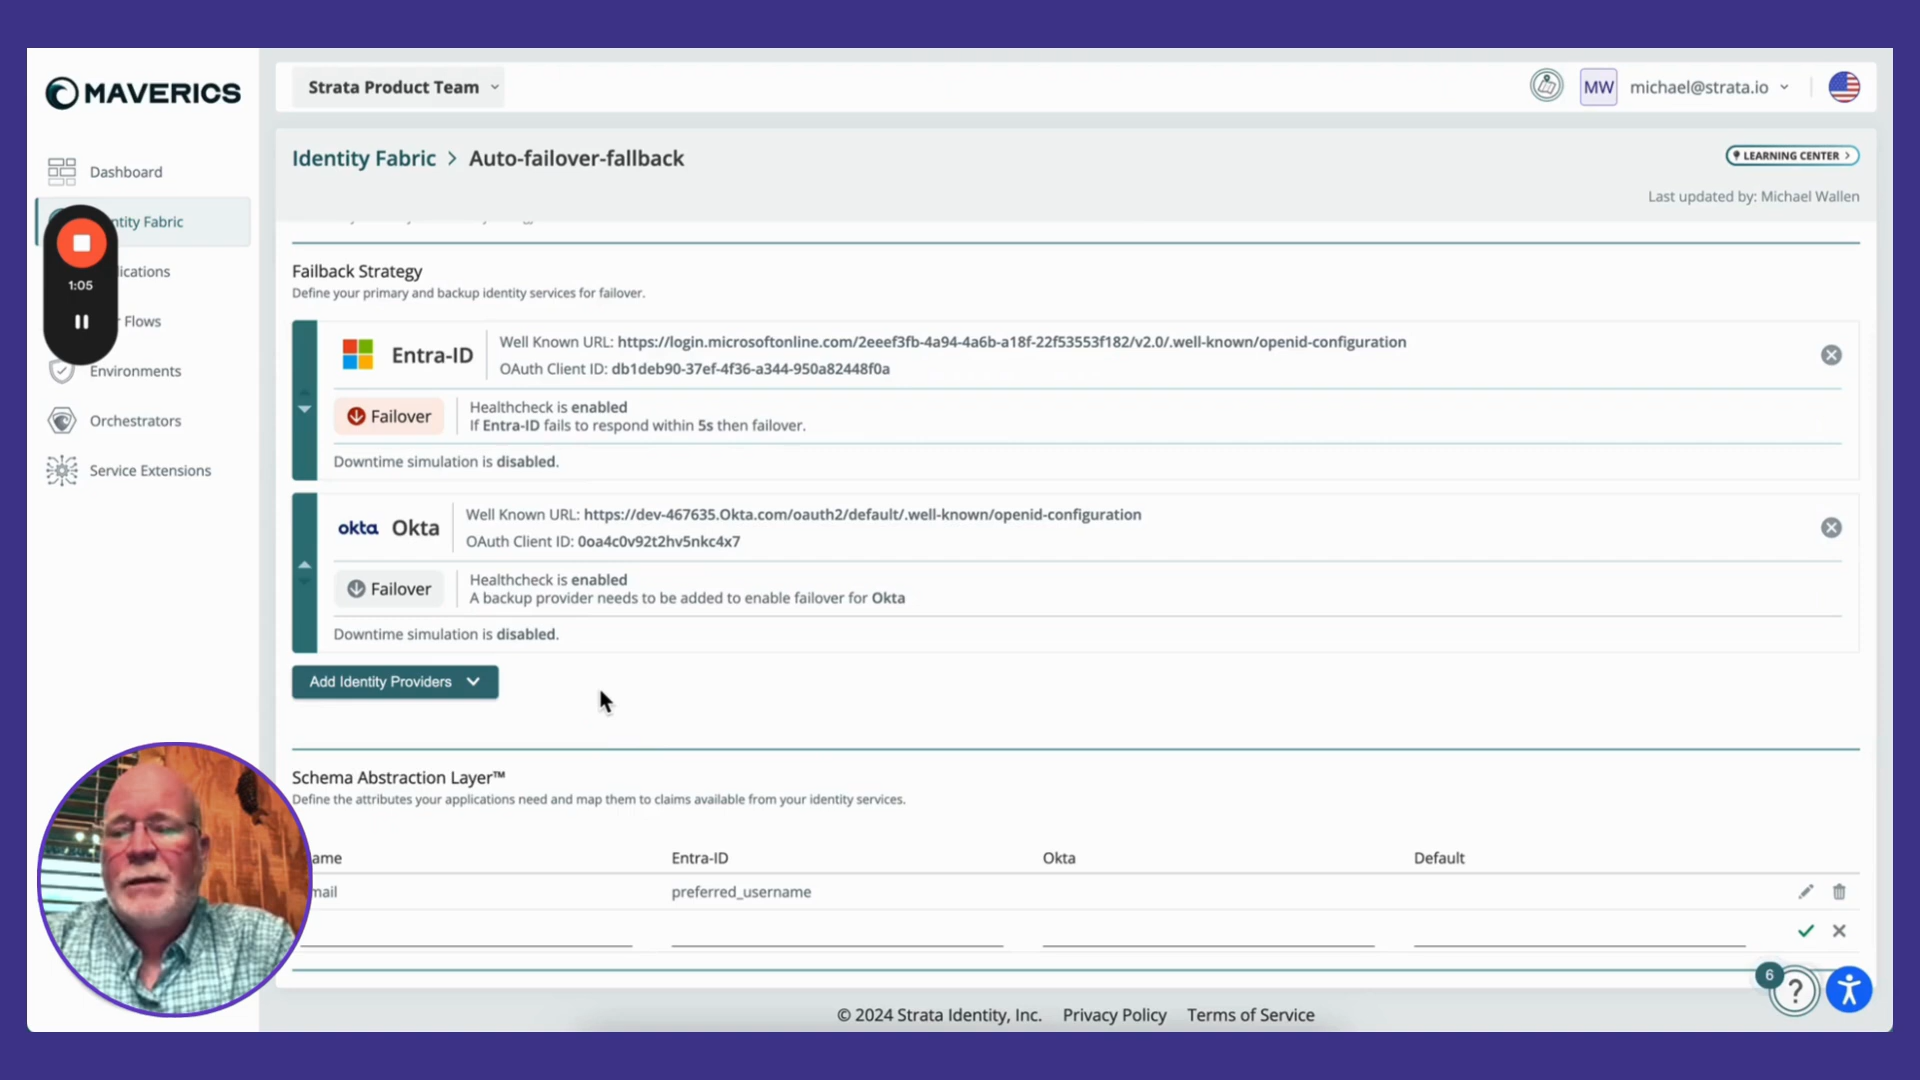 MAVERICS
Strata Product Team
MW
michael@strata.io
Dashboard
ntity Fabric
1:05
lications
Flows
Environments
Orchestrators
Service Extensions
Identity Fabric > Auto-failover-fallback
LEARNING CENTER >
Last updated by: Michael Wallen
Failback Strategy
Define your primary and backup identity services for failover.
Entra-ID
Well Known URL: https://login.microsoftonline.com/2eeef3fb-4a94-4a6b-a18f-22f53553f182/v2.0/.well-known/openid-configuration
OAuth Client ID: db1deb90-37ef-4f36-a344-950a82448f0a
Failover
Healthcheck is enabled
If Entra-ID fails to respond within 5s then failover.
Downtime simulation is disabled.
okta Okta
Well Known URL: https://dev-467635.Okta.com/oauth2/default/.well-known/openid-configuration
OAuth Client ID: 0oa4c0v92t2hv5nkc4x7
Failover
Healthcheck is enabled
A backup provider needs to be added to enable failover for Okta
Downtime simulation is disabled.
Add Identity Providers
Schema Abstraction Layer™
Define the attributes your applications need and map them to claims available from your identity services.
ame Entra-ID Okta Default
mail preferred_username
6
?
© 2024 Strata Identity, Inc. Privacy Policy Terms of Service